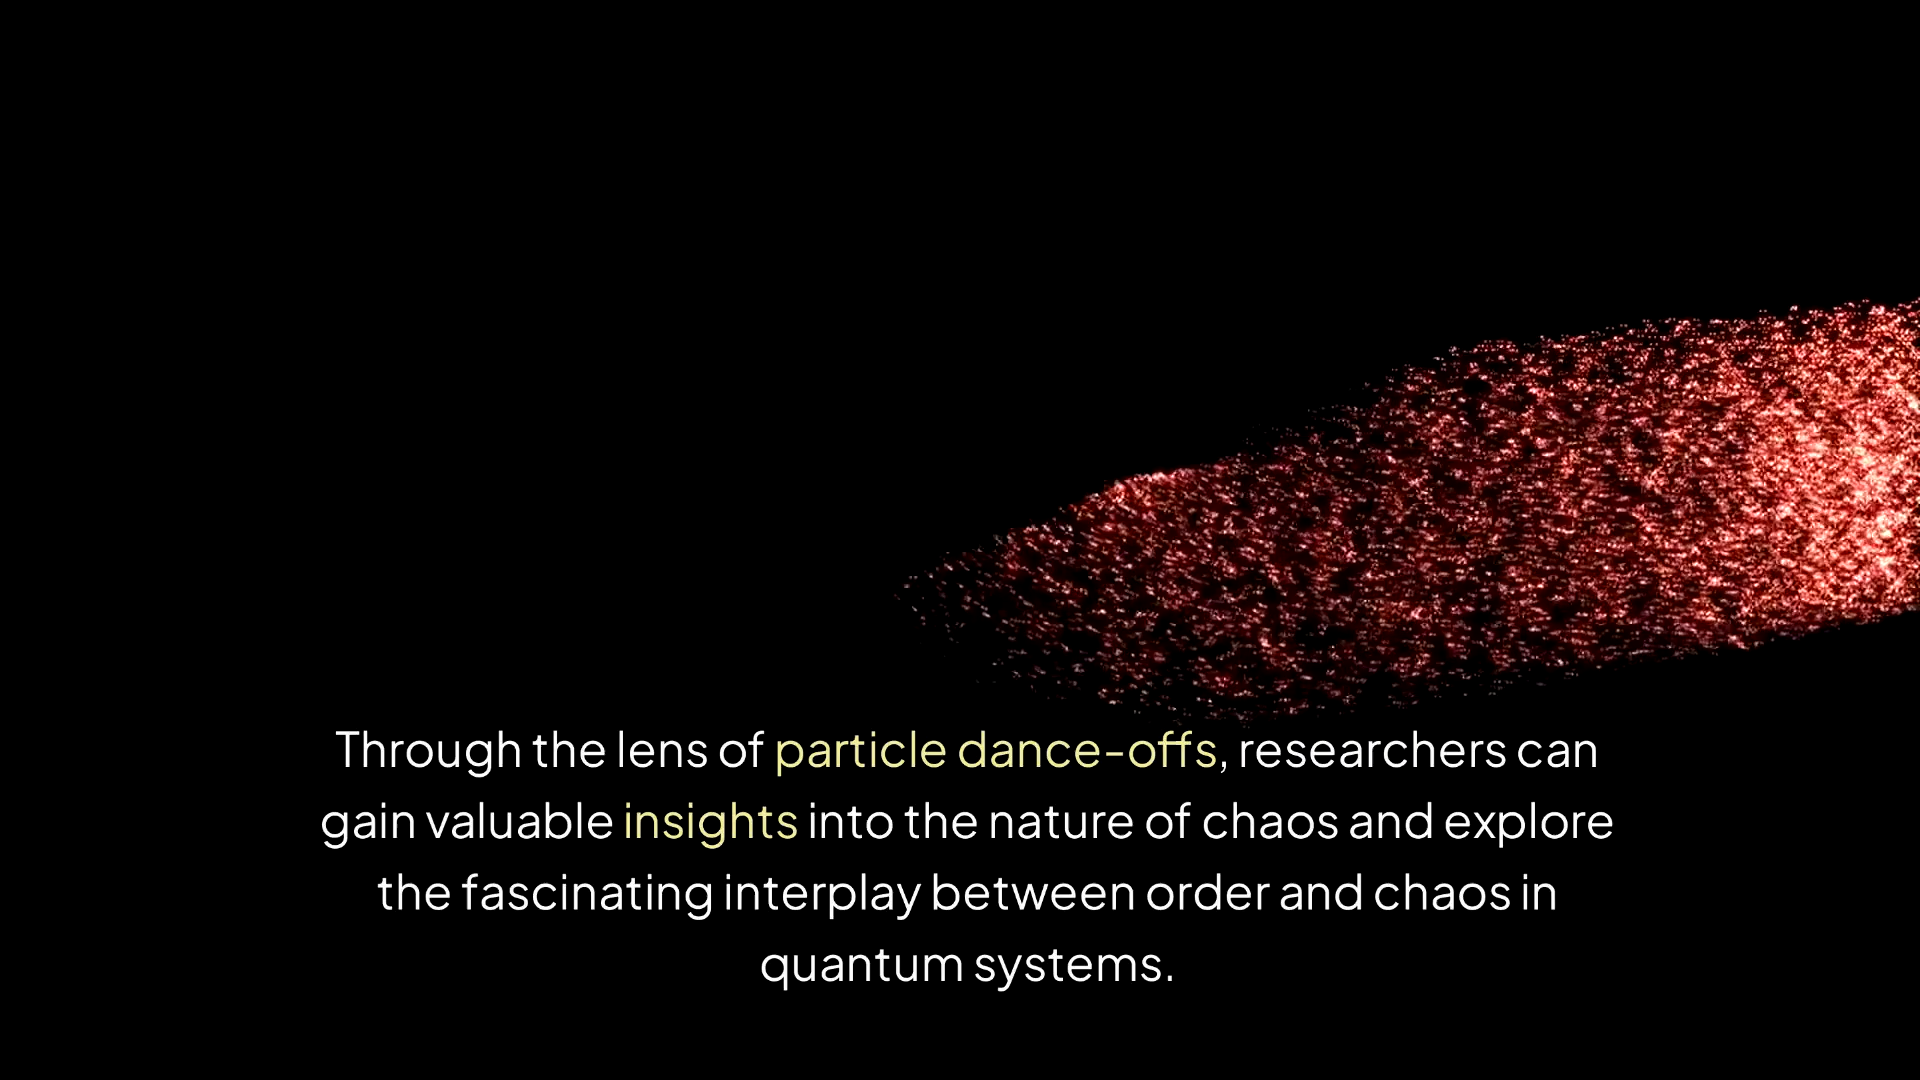 Through the lens of particle dance-offs, researchers can
gain valuable insights into the nature of chaos and explore
the fascinating interplay between order and chaos in
quantum systems.